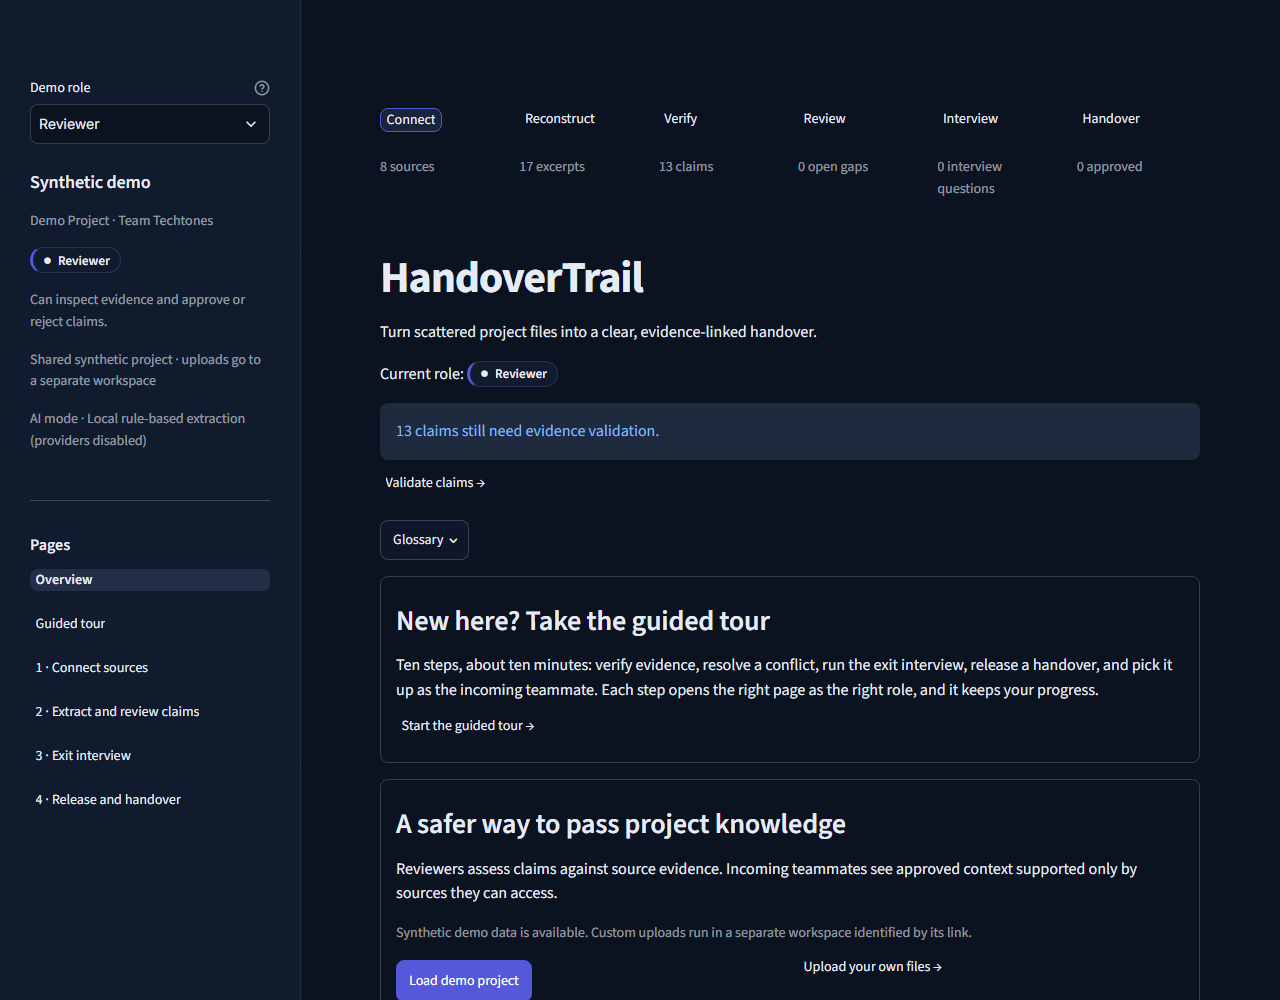 Demo role
Reviewer
Synthetic demo
Demo Project · Team Techtones
Reviewer
Can inspect evidence and approve or
reject claims.
Shared synthetic project · uploads go to
a separate workspace
AI mode · Local rule-based extraction
(providers disabled)
Pages
Overview
Guided tour
1 · Connect sources
2 · Extract and review claims
3 · Exit interview
4 · Release and handover
Connect
Reconstruct
Verify
Review
Interview
Handover
8 sources
17 excerpts
13 claims
0 open gaps
0 interview
questions
0 approved
HandoverTrail
Turn scattered project files into a clear, evidence-linked handover.
Current role: Reviewer
13 claims still need evidence validation.
Validate claims →
Glossary
New here? Take the guided tour
Ten steps, about ten minutes: verify evidence, resolve a conflict, run the exit interview, release a handover, and pick it
up as the incoming teammate. Each step opens the right page as the right role, and it keeps your progress.
Start the guided tour →
A safer way to pass project knowledge
Reviewers assess claims against source evidence. Incoming teammates see approved context supported only by
sources they can access.
Synthetic demo data is available. Custom uploads run in a separate workspace identified by its link.
Load demo project
Upload your own files →